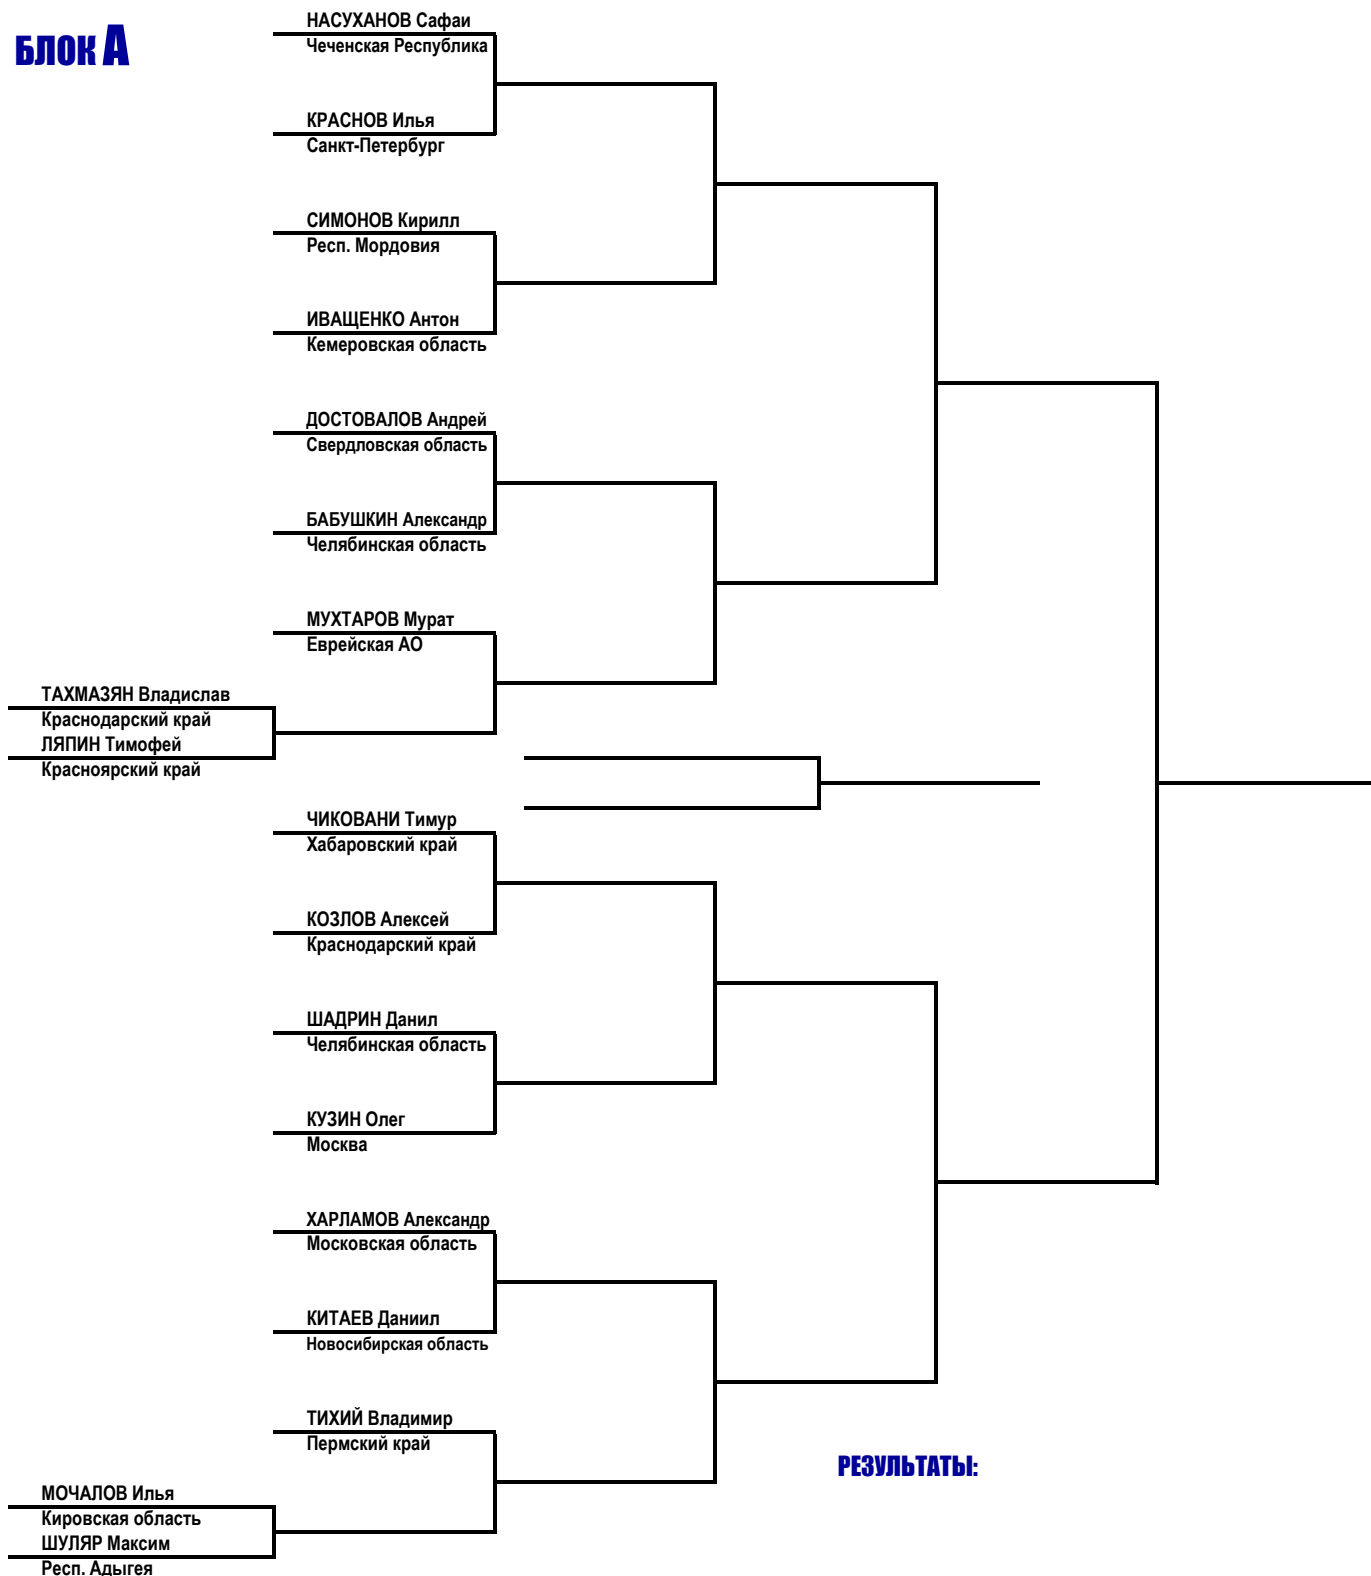 БЛОК А
НАСУХАНОВ Сафаи
Чеченская Республика
КРАСНОВ Илья
Санкт-Петербург
СИМОНОВ Кирилл
Респ. Мордовия
ИВАЩЕНКО Антон
Кемеровская область
ДОСТОВАЛОВ Андрей
Свердловская область
БАБУШКИН Александр
Челябинская область
МУХТАРОВ Мурат
Еврейская АО
ТАХМАЗЯН Владислав
Краснодарский край
ЛЯПИН Тимофей
Красноярский край
ЧИКОВАНИ Тимур
Хабаровский край
КОЗЛОВ Алексей
Краснодарский край
ШАДРИН Данил
Челябинская область
КУЗИН Олег
Москва
ХАРЛАМОВ Александр
Московская область
КИТАЕВ Даниил
Новосибирская область
ТИХИЙ Владимир
Пермский край
РЕЗУЛЬТАТЫ:
МОЧАЛОВ Илья
Кировская область
ШУЛЯР Максим
Респ. Адыгея